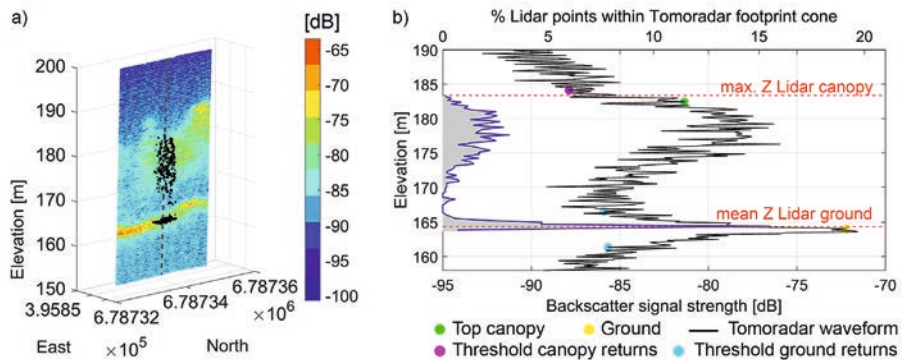 a)
[dB]
-65
-70
-75
-80
-85
-90
-95
-100
200
190
180
170
160
150
Elevation [m]
3.9585
6.78732
6.78734
6.78736
×10⁶
East
×10⁵
North
b)
% Lidar points within Tomoradar footprint cone
0
5
10
15
20
190
185
180
175
170
165
160
Elevation [m]
max. Z Lidar canopy
mean Z Lidar ground
-95
-90
-85
-80
-75
-70
Backscatter signal strength [dB]
Top canopy
Ground
Tomoradar waveform
Threshold canopy returns
Threshold ground returns